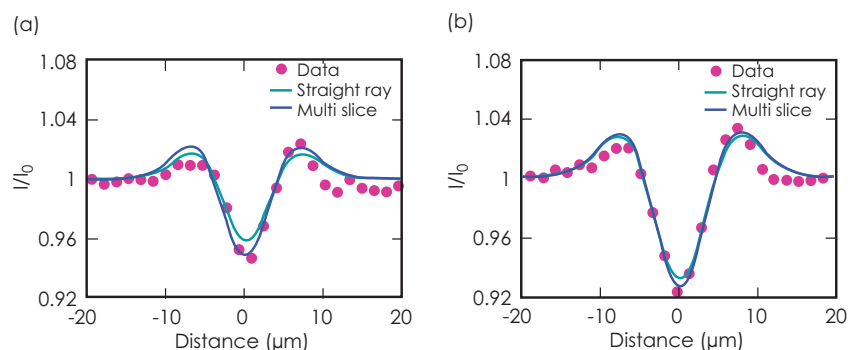 (a)
1.08
1.04
1
0.96
0.92
I/I₀
-20
-10
0
10
20
Distance (µm)
Data
Straight ray
Multi slice
(b)
1.08
1.04
1
0.96
0.92
I/I₀
-20
-10
0
10
20
Distance (µm)
Data
Straight ray
Multi slice